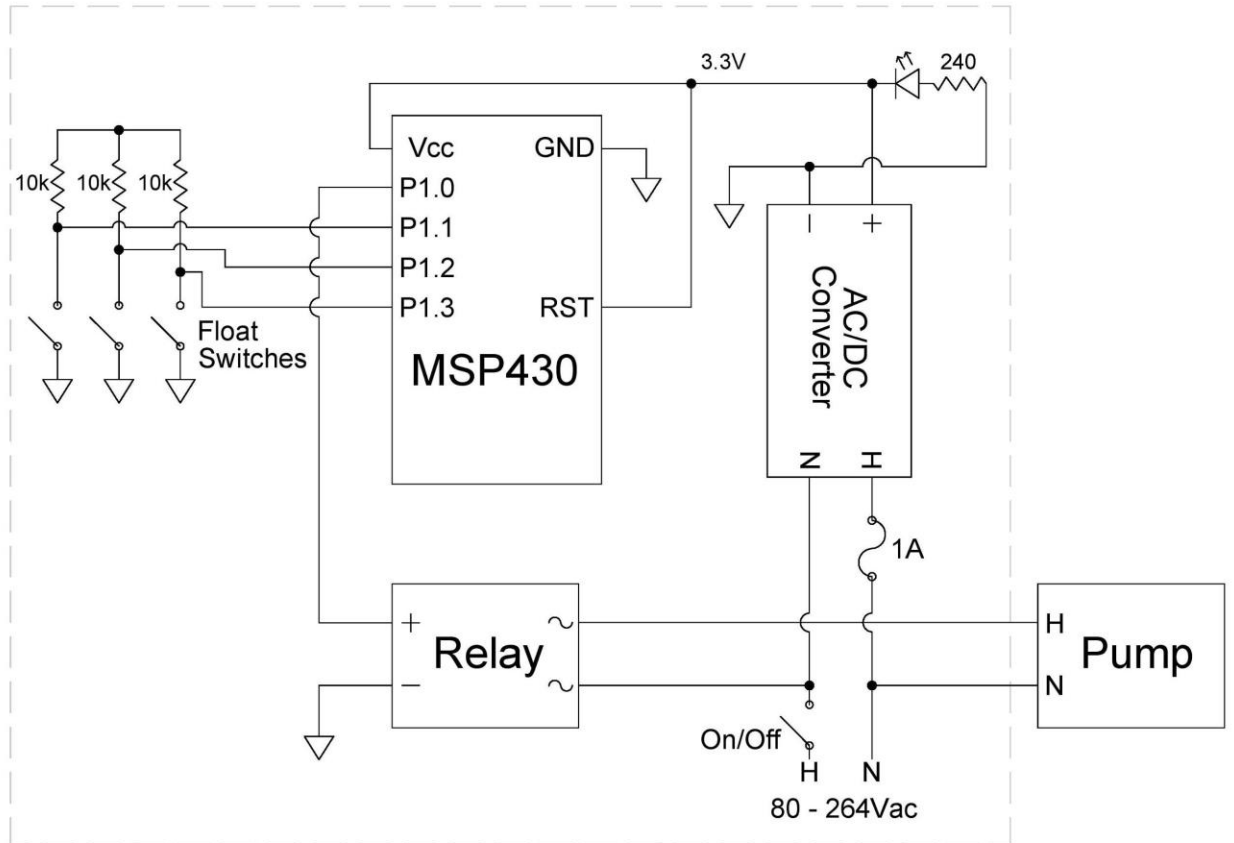 3.3V
240
10k
10k
10k
Vcc
GND
P1.0
P1.1
P1.2
P1.3
RST
MSP430
Float
Switches
− +
AC/DC
Converter
N H
1A
+
−
Relay
~
~
H
N
Pump
On/Off
H N
80 - 264Vac